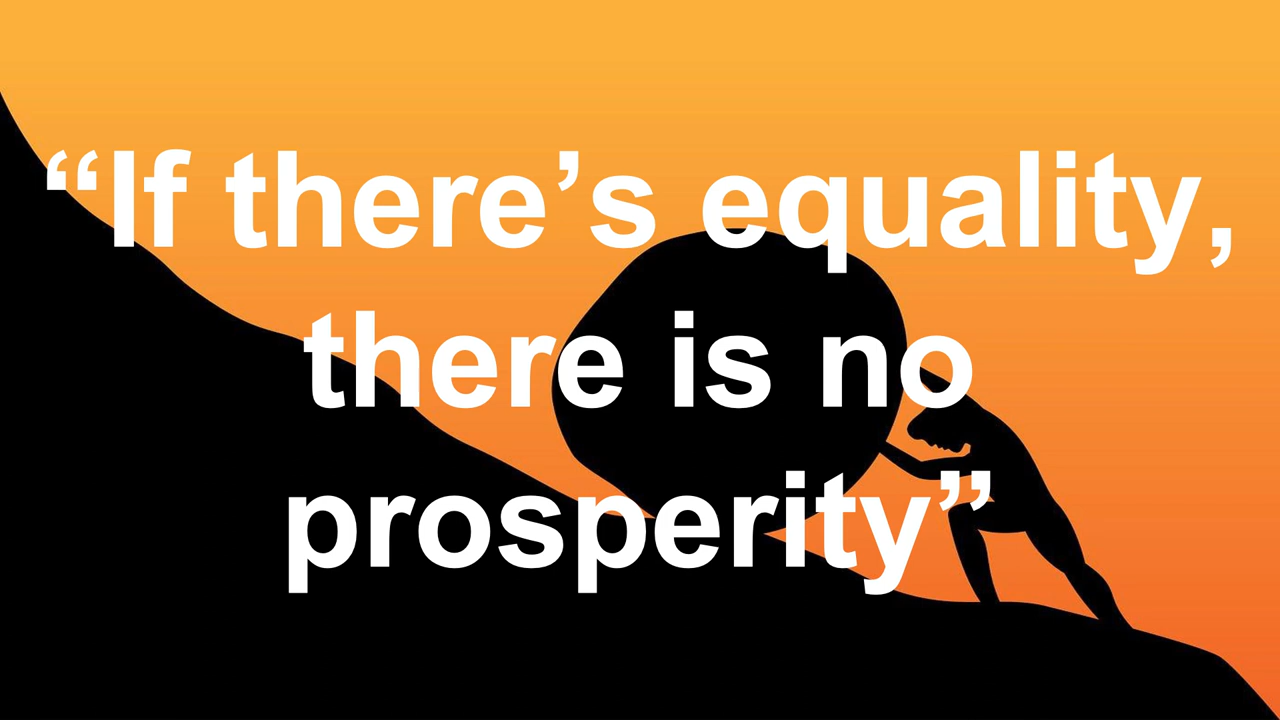 “If there’s equality,
there is no
prosperity”